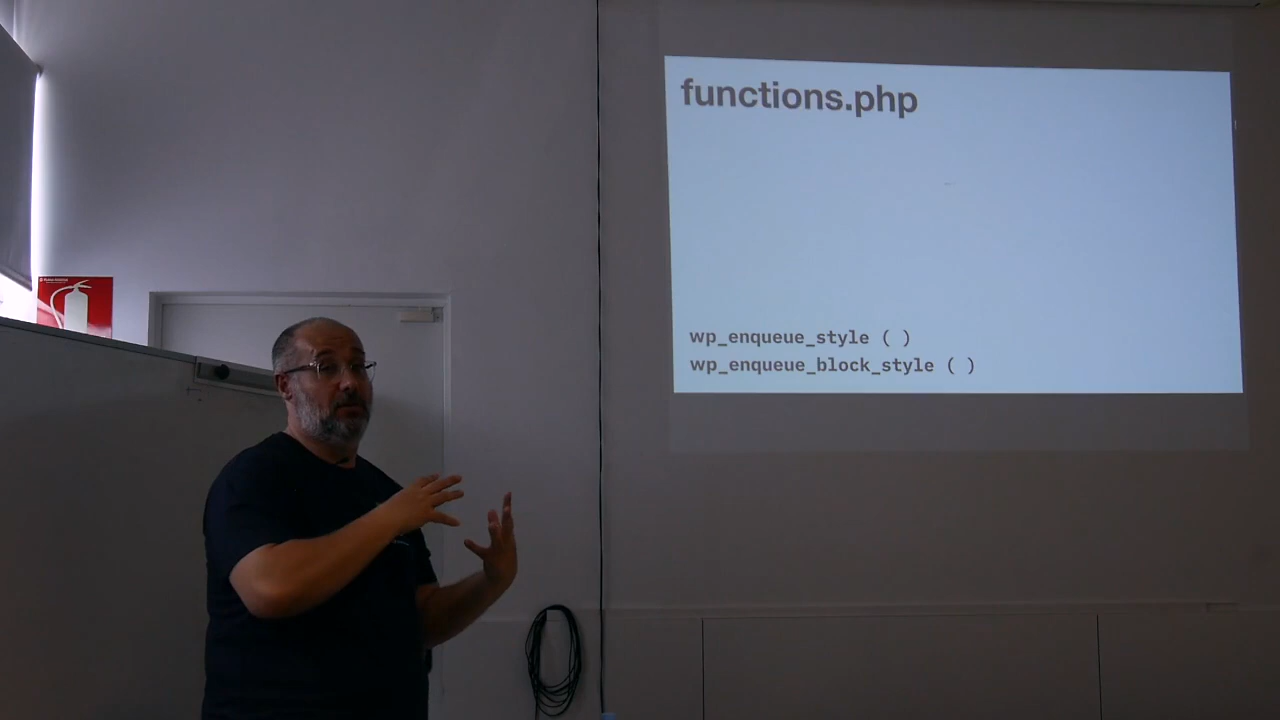 functions.php
wp_enqueue_style ( )
wp_enqueue_block_style ( )